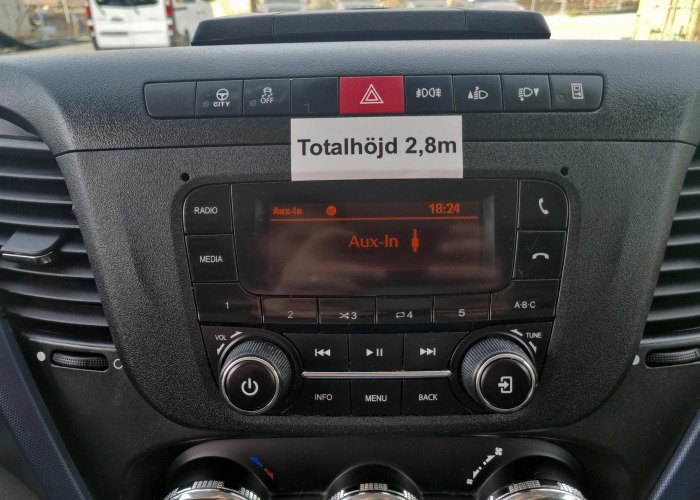 CITY
OFF
Totalhöjd 2,8m
RADIO
Aux-In 18:24
MEDIA
Aux-In
1
2
3
4
5
A·B·C
VOL
TUNE
INFO
MENU
BACK